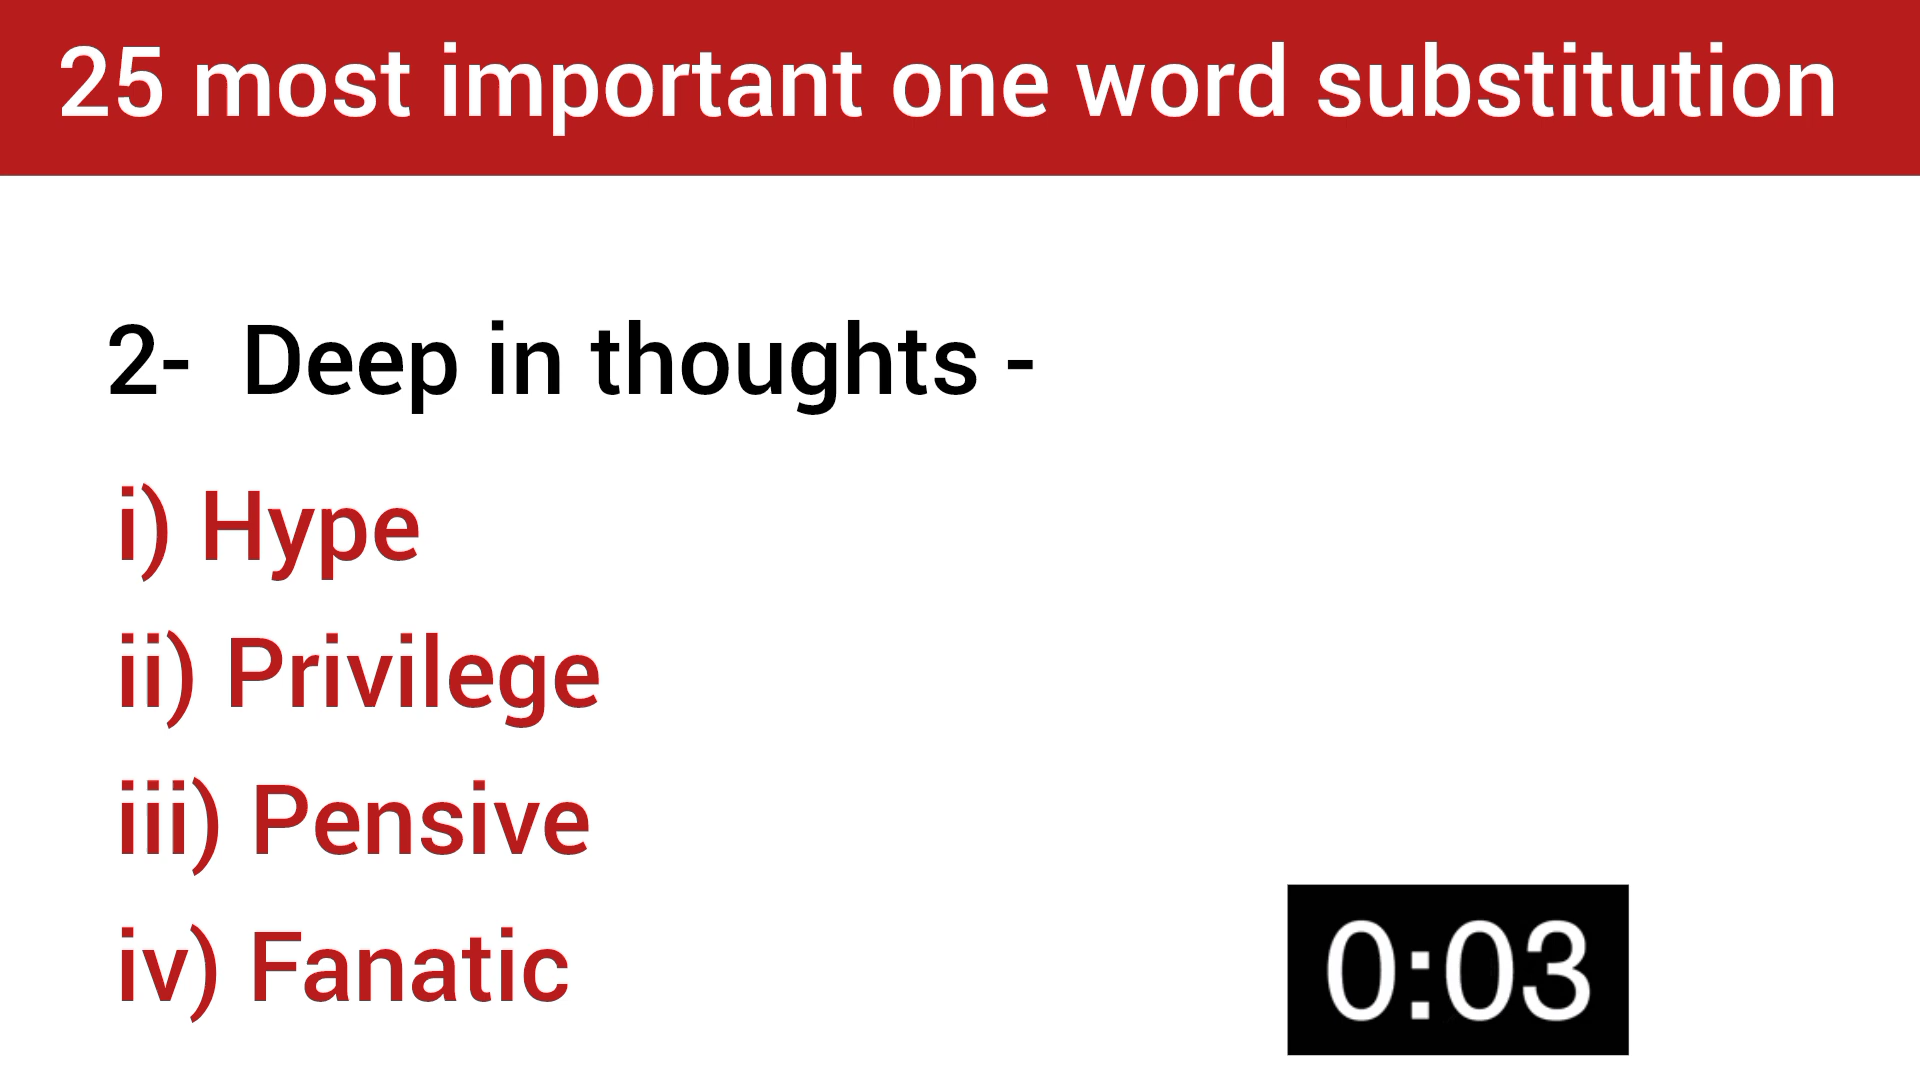 25 most important one word substitution
2- Deep in thoughts -
i) Hype
ii) Privilege
iii) Pensive
iv) Fanatic
0:03